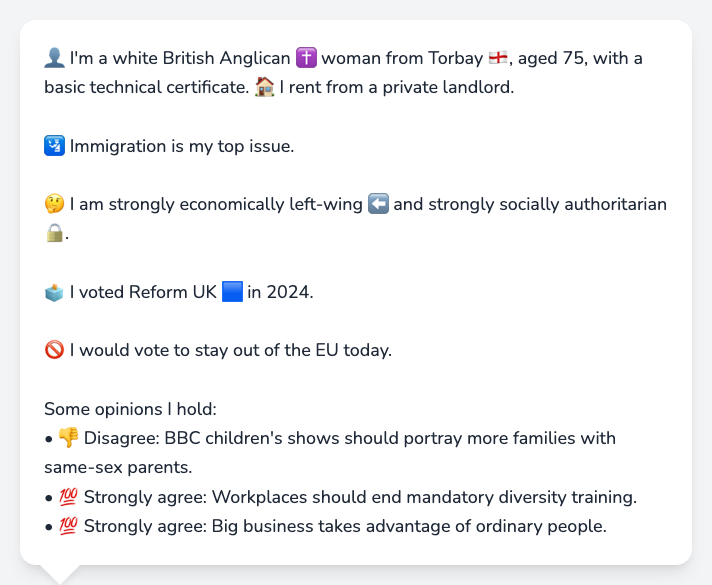 👤 I'm a white British Anglican ✝️ woman from Torbay 🏴󠁧󠁢󠁥󠁮󠁧󠁿, aged 75, with a
basic technical certificate. 🏠 I rent from a private landlord.
🛂 Immigration is my top issue.
🤔 I am strongly economically left-wing ⬅️ and strongly socially authoritarian
🔒.
🗳️ I voted Reform UK 🟦 in 2024.
🚫 I would vote to stay out of the EU today.
Some opinions I hold:
• 👎 Disagree: BBC children's shows should portray more families with
same-sex parents.
• 💯 Strongly agree: Workplaces should end mandatory diversity training.
• 💯 Strongly agree: Big business takes advantage of ordinary people.